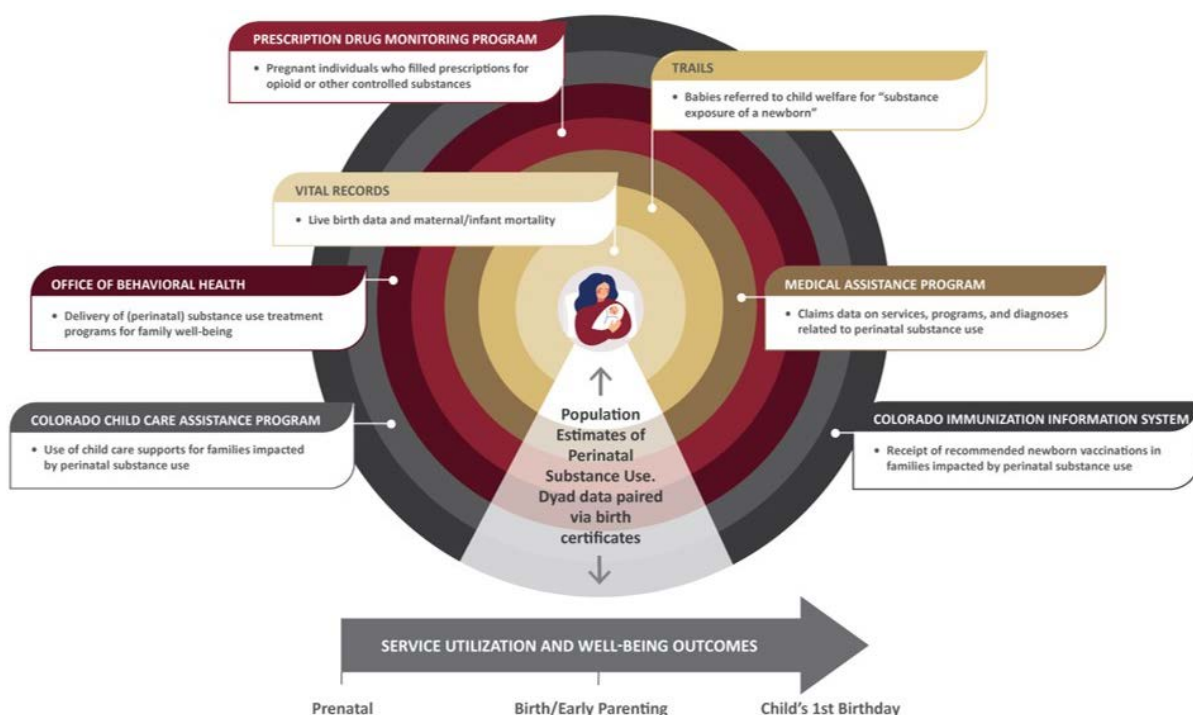 PRESCRIPTION DRUG MONITORING PROGRAM
• Pregnant individuals who filled prescriptions for
opioid or other controlled substances
TRAILS
• Babies referred to child welfare for “substance
exposure of a newborn”
VITAL RECORDS
• Live birth data and maternal/infant mortality
OFFICE OF BEHAVIORAL HEALTH
• Delivery of (perinatal) substance use treatment
programs for family well-being
MEDICAL ASSISTANCE PROGRAM
• Claims data on services, programs, and diagnoses
related to perinatal substance use
COLORADO CHILD CARE ASSISTANCE PROGRAM
• Use of child care supports for families impacted
by perinatal substance use
COLORADO IMMUNIZATION INFORMATION SYSTEM
• Receipt of recommended newborn vaccinations in
families impacted by perinatal substance use
Population
Estimates of
Perinatal
Substance Use.
Dyad data paired
via birth
certificates
SERVICE UTILIZATION AND WELL-BEING OUTCOMES
Prenatal
Birth/Early Parenting
Child’s 1st Birthday